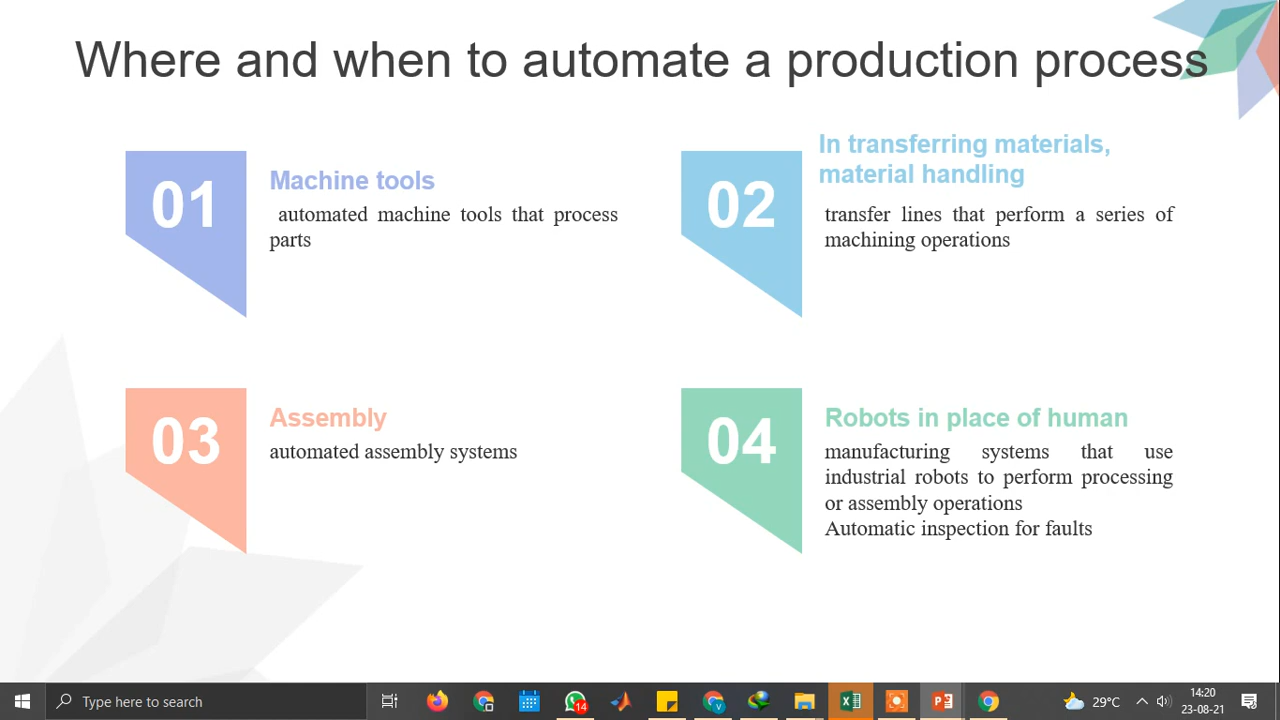 Where and when to automate a production process
01
Machine tools
automated machine tools that process
parts
02
In transferring materials,
material handling
transfer lines that perform a series of
machining operations
03
Assembly
automated assembly systems
04
Robots in place of human
manufacturing systems that use
industrial robots to perform processing
or assembly operations
Automatic inspection for faults
Type here to search
14
V
29°C
14:20
23-08-21